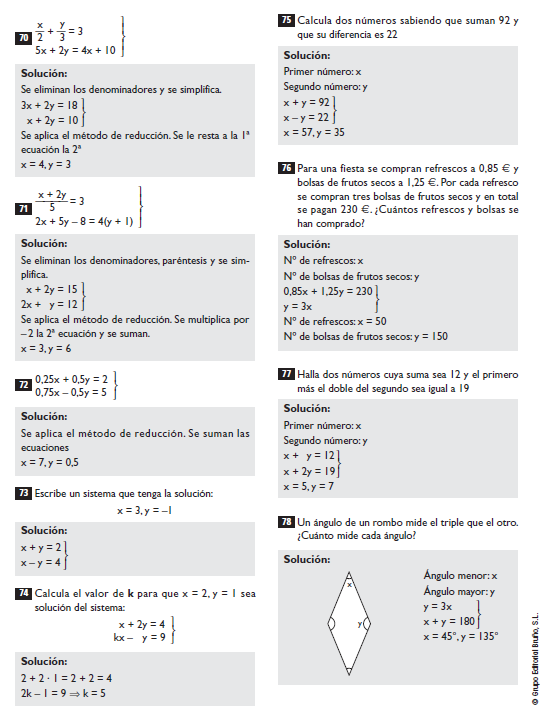 70 x/2 + y/3 = 3
5x + 2y = 4x + 10
Solución:
Se eliminan los denominadores y se simplifica.
3x + 2y = 18
x + 2y = 10
Se aplica el método de reducción. Se le resta a la 1ª
ecuación la 2ª
x = 4, y = 3
71 (x + 2y)/5 = 3
2x + 5y – 8 = 4(y + 1)
Solución:
Se eliminan los denominadores, paréntesis y se sim-
plifica.
x + 2y = 15
2x + y = 12
Se aplica el método de reducción. Se multiplica por
–2 la 2ª ecuación y se suman.
x = 3, y = 6
72 0,25x + 0,5y = 2
0,75x – 0,5y = 5
Solución:
Se aplica el método de reducción. Se suman las
ecuaciones
x = 7, y = 0,5
73 Escribe un sistema que tenga la solución:
x = 3, y = –1
Solución:
x + y = 2
x – y = 4
74 Calcula el valor de k para que x = 2, y = 1 sea
solución del sistema:
x + 2y = 4
kx – y = 9
Solución:
2 + 2 · 1 = 2 + 2 = 4
2k – 1 = 9 ⇒ k = 5
75 Calcula dos números sabiendo que suman 92 y
que su diferencia es 22
Solución:
Primer número: x
Segundo número: y
x + y = 92
x – y = 22
x = 57, y = 35
76 Para una fiesta se compran refrescos a 0,85 € y
bolsas de frutos secos a 1,25 €. Por cada refresco
se compran tres bolsas de frutos secos y en total
se pagan 230 €. ¿Cuántos refrescos y bolsas se
han comprado?
Solución:
Nº de refrescos: x
Nº de bolsas de frutos secos: y
0,85x + 1,25y = 230
y = 3x
Nº de refrescos: x = 50
Nº de bolsas de frutos secos: y = 150
77 Halla dos números cuya suma sea 12 y el primero
más el doble del segundo sea igual a 19
Solución:
Primer número: x
Segundo número: y
x + y = 12
x + 2y = 19
x = 5, y = 7
78 Un ángulo de un rombo mide el triple que el otro.
¿Cuánto mide cada ángulo?
Solución:
x
y
Ángulo menor: x
Ángulo mayor: y
y = 3x
x + y = 180
x = 45°, y = 135°
© Grupo Editorial Bruño, S.L.